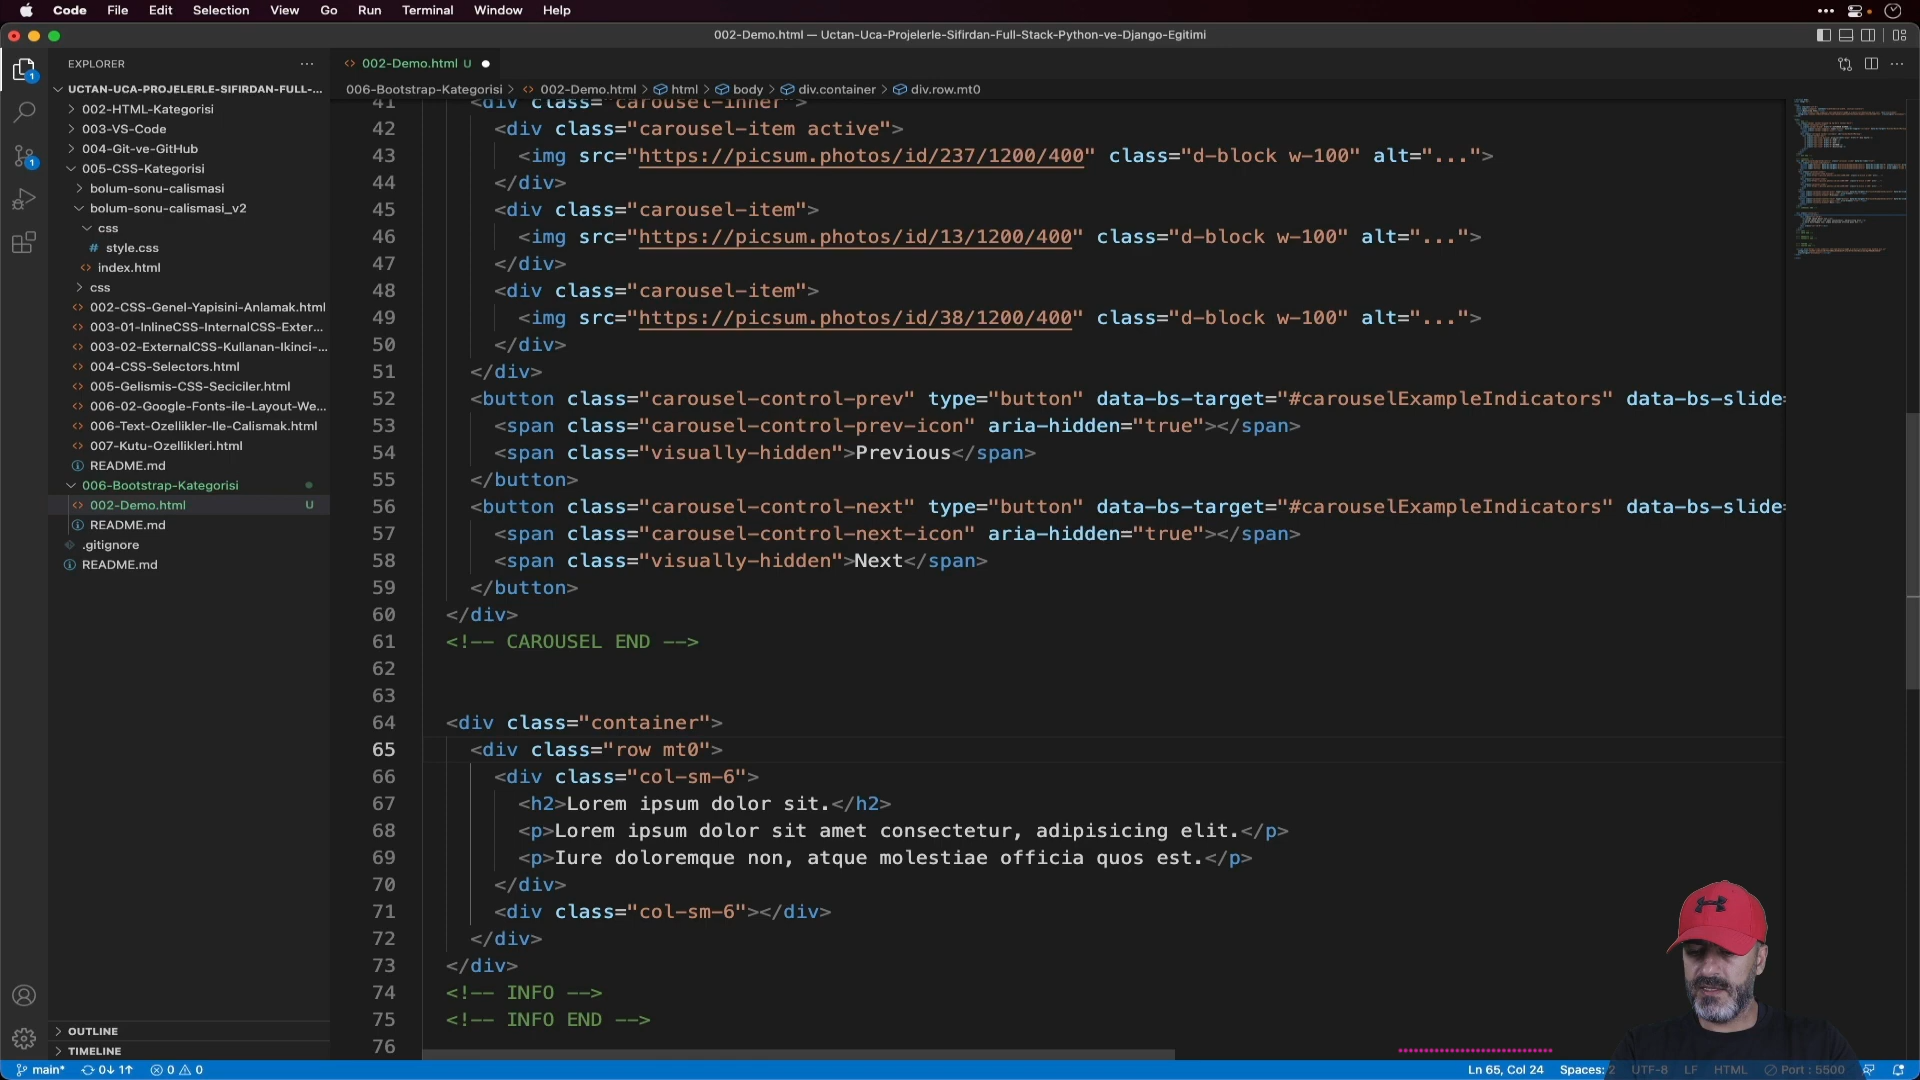 Code File Edit Selection View Go Run Terminal Window Help
002-Demo.html — Uctan-Uca-Projelerle-Sifirdan-Full-Stack-Python-ve-Django-Egitimi
EXPLORER
UCTAN-UCA-PROJELERLE-SIFIRDAN-FULL-...
002-HTML-Kategorisi
003-VS-Code
004-Git-ve-GitHub
005-CSS-Kategorisi
bolum-sonu-calismasi
bolum-sonu-calismasi_v2
css
# style.css
<> index.html
css
<> 002-CSS-Genel-Yapisini-Anlamak.html
<> 003-01-InlineCSS-InternalCSS-Exter...
<> 003-02-ExternalCSS-Kullanan-Ikinci-...
<> 004-CSS-Selectors.html
<> 005-Gelismis-CSS-Seciciler.html
<> 006-02-Google-Fonts-ile-Layout-We...
<> 006-Text-Ozellikler-Ile-Calismak.html
<> 007-Kutu-Ozellikleri.html
README.md
006-Bootstrap-Kategorisi
<> 002-Demo.html U
README.md
.gitignore
README.md
OUTLINE
TIMELINE
<> 002-Demo.html U
006-Bootstrap-Kategorisi > <> 002-Demo.html > html > body > div.container > div.row.mt0
41 <div class="carousel-inner">
42 <div class="carousel-item active">
43 <img src="https://picsum.photos/id/237/1200/400" class="d-block w-100" alt="...">
44 </div>
45 <div class="carousel-item">
46 <img src="https://picsum.photos/id/13/1200/400" class="d-block w-100" alt="...">
47 </div>
48 <div class="carousel-item">
49 <img src="https://picsum.photos/id/38/1200/400" class="d-block w-100" alt="...">
50 </div>
51 </div>
52 <button class="carousel-control-prev" type="button" data-bs-target="#carouselExampleIndicators" data-bs-slide=
53 <span class="carousel-control-prev-icon" aria-hidden="true"></span>
54 <span class="visually-hidden">Previous</span>
55 </button>
56 <button class="carousel-control-next" type="button" data-bs-target="#carouselExampleIndicators" data-bs-slide=
57 <span class="carousel-control-next-icon" aria-hidden="true"></span>
58 <span class="visually-hidden">Next</span>
59 </button>
60 </div>
61 <!-- CAROUSEL END -->
62
63
64 <div class="container">
65 <div class="row mt0">
66 <div class="col-sm-6">
67 <h2>Lorem ipsum dolor sit.</h2>
68 <p>Lorem ipsum dolor sit amet consectetur, adipisicing elit.</p>
69 <p>Iure doloremque non, atque molestiae officia quos est.</p>
70 </div>
71 <div class="col-sm-6"></div>
72 </div>
73 </div>
74 <!-- INFO -->
75 <!-- INFO END -->
76
main* 0↓ 1↑ 0 0 Ln 65, Col 24 Spaces: 2 UTF-8 LF HTML Port : 5500